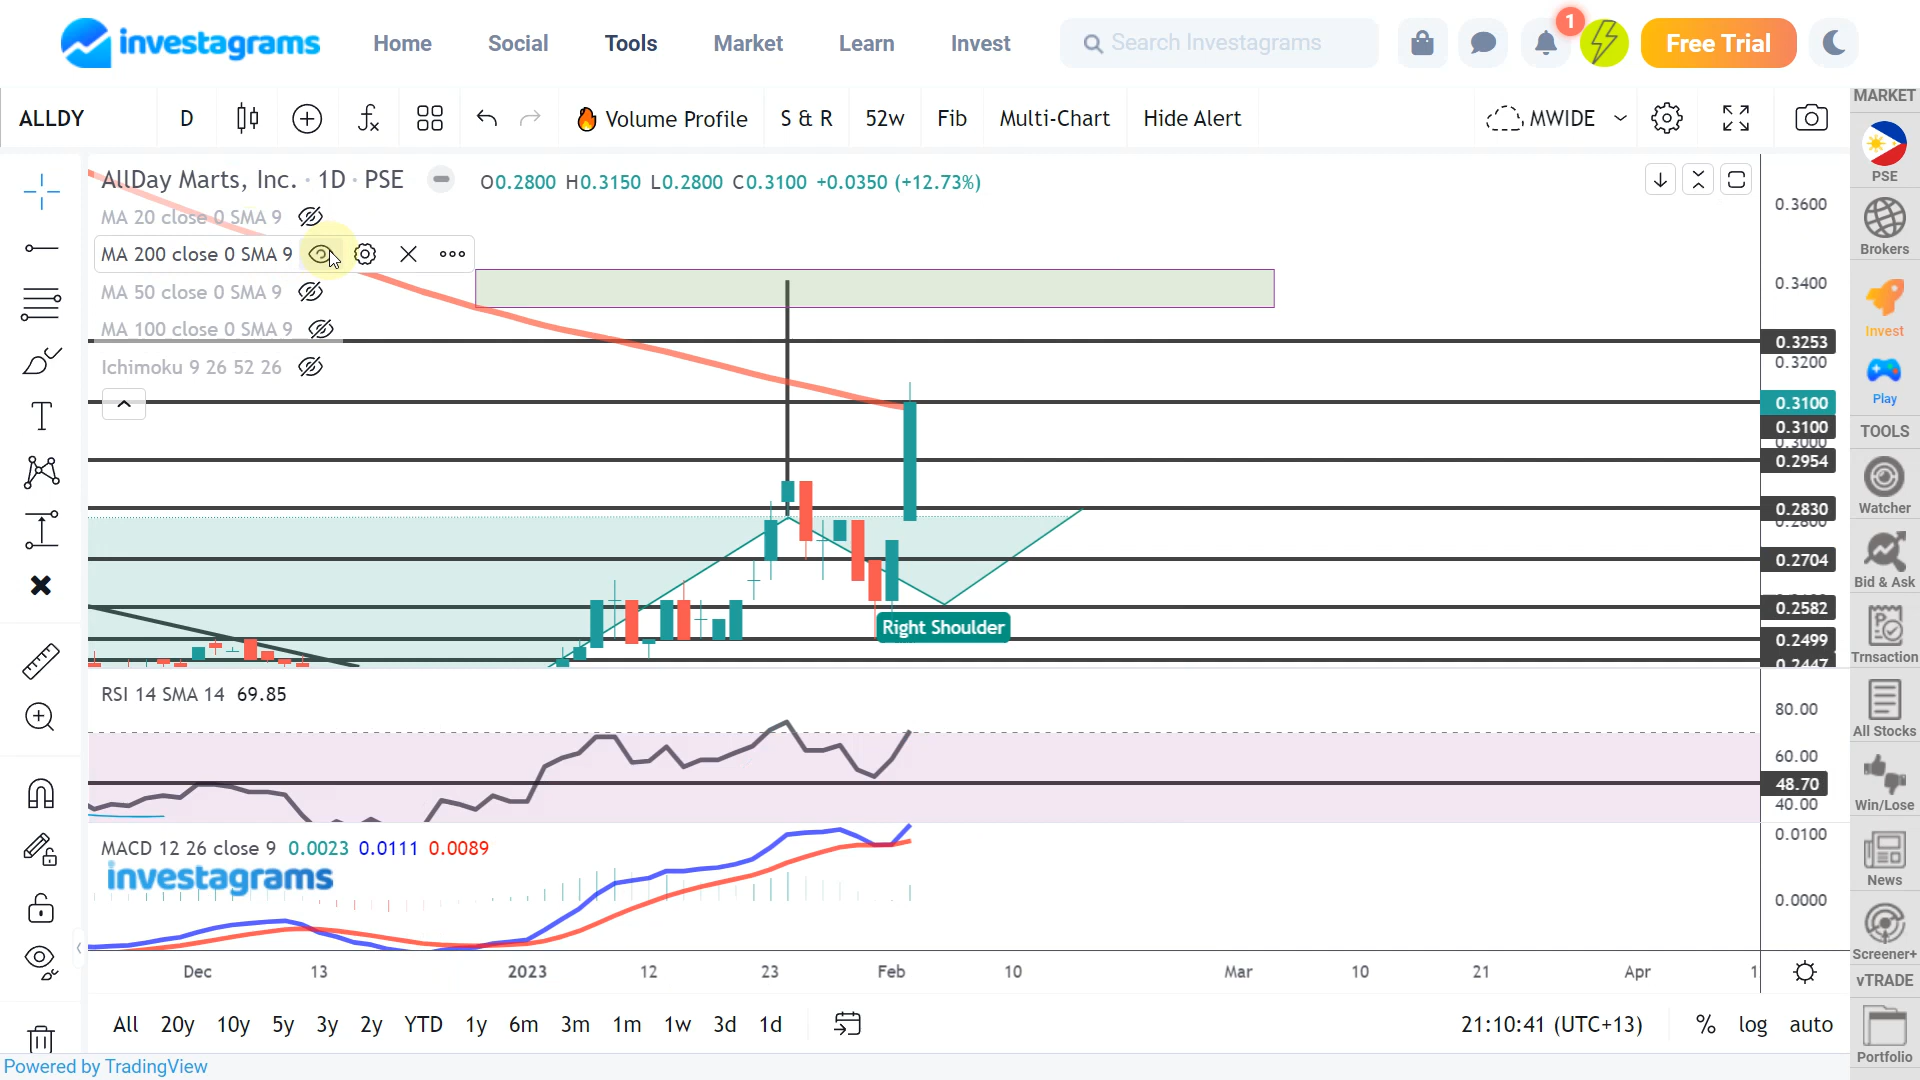 investagrams
Home
Social
Tools
Market
Learn
Invest
Search Investagrams
1
Free Trial
ALLDY
D
Volume Profile
S & R
52w
Fib
Multi-Chart
Hide Alert
MWIDE
AllDay Marts, Inc. · 1D · PSE
O0.2800 H0.3150 L0.2800 C0.3100 +0.0350 (+12.73%)
MA 20 close 0 SMA 9
MA 200 close 0 SMA 9
MA 50 close 0 SMA 9
MA 100 close 0 SMA 9
Ichimoku 9 26 52 26
0.3600
0.3400
0.3253
0.3200
0.3100
0.3100
0.3000
0.2954
0.2830
0.2800
0.2704
0.2582
0.2499
0.2447
Right Shoulder
RSI 14 SMA 14 69.85
80.00
60.00
48.70
40.00
MACD 12 26 close 9 0.0023 0.0111 0.0089
investagrams
0.0100
0.0000
Dec
13
2023
12
23
Feb
10
Mar
10
21
Apr
1
All
20y
10y
5y
3y
2y
YTD
1y
6m
3m
1m
1w
3d
1d
21:10:41 (UTC+13)
%
log
auto
Powered by TradingView
MARKET
PSE
Brokers
Invest
Play
TOOLS
Watcher
Bid & Ask
Trnsaction
All Stocks
Win/Lose
News
Screener+
vTRADE
Portfolio